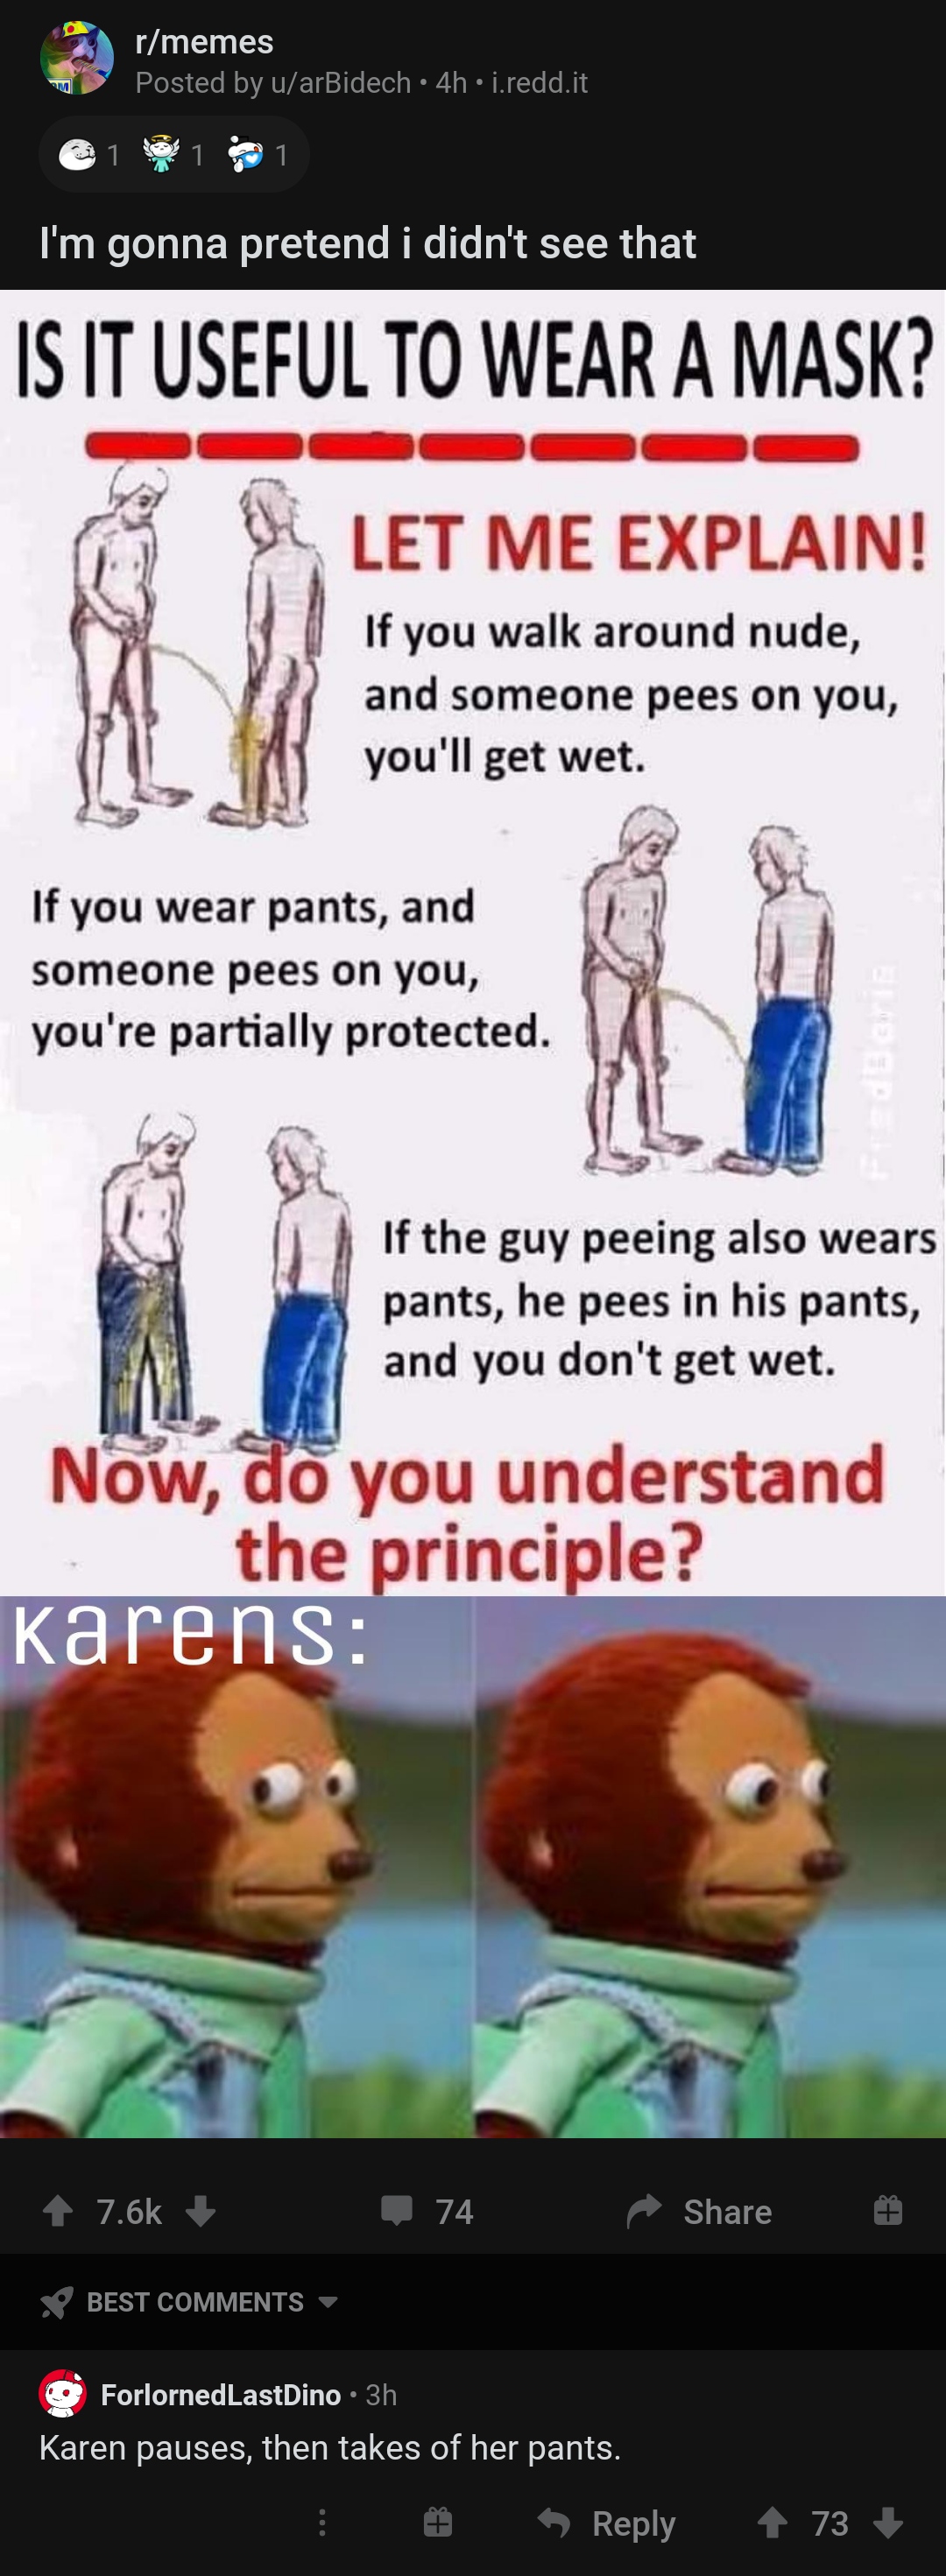 r/memes
Posted by u/arBidech • 4h • i.redd.it
1 1 1
I'm gonna pretend i didn't see that
IS IT USEFUL TO WEAR A MASK?
LET ME EXPLAIN!
If you walk around nude,
and someone pees on you,
you'll get wet.
If you wear pants, and
someone pees on you,
you're partially protected.
FredBoris
If the guy peeing also wears
pants, he pees in his pants,
and you don't get wet.
Now, do you understand
the principle?
Karens:
7.6k 74 Share
BEST COMMENTS
ForlornedLastDino • 3h
Karen pauses, then takes of her pants.
Reply 73